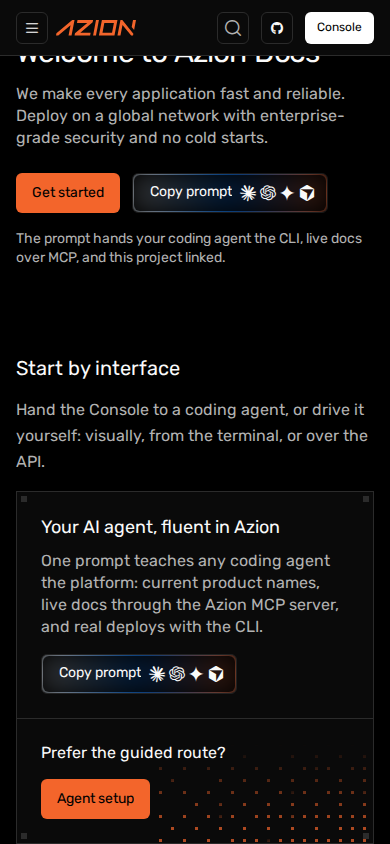 AZION
Console
Welcome to Azion Docs
We make every application fast and reliable.
Deploy on a global network with enterprise-
grade security and no cold starts.
Get started
Copy prompt
The prompt hands your coding agent the CLI, live docs
over MCP, and this project linked.
Start by interface
Hand the Console to a coding agent, or drive it
yourself: visually, from the terminal, or over the
API.
Your AI agent, fluent in Azion
One prompt teaches any coding agent
the platform: current product names,
live docs through the Azion MCP server,
and real deploys with the CLI.
Copy prompt
Prefer the guided route?
Agent setup